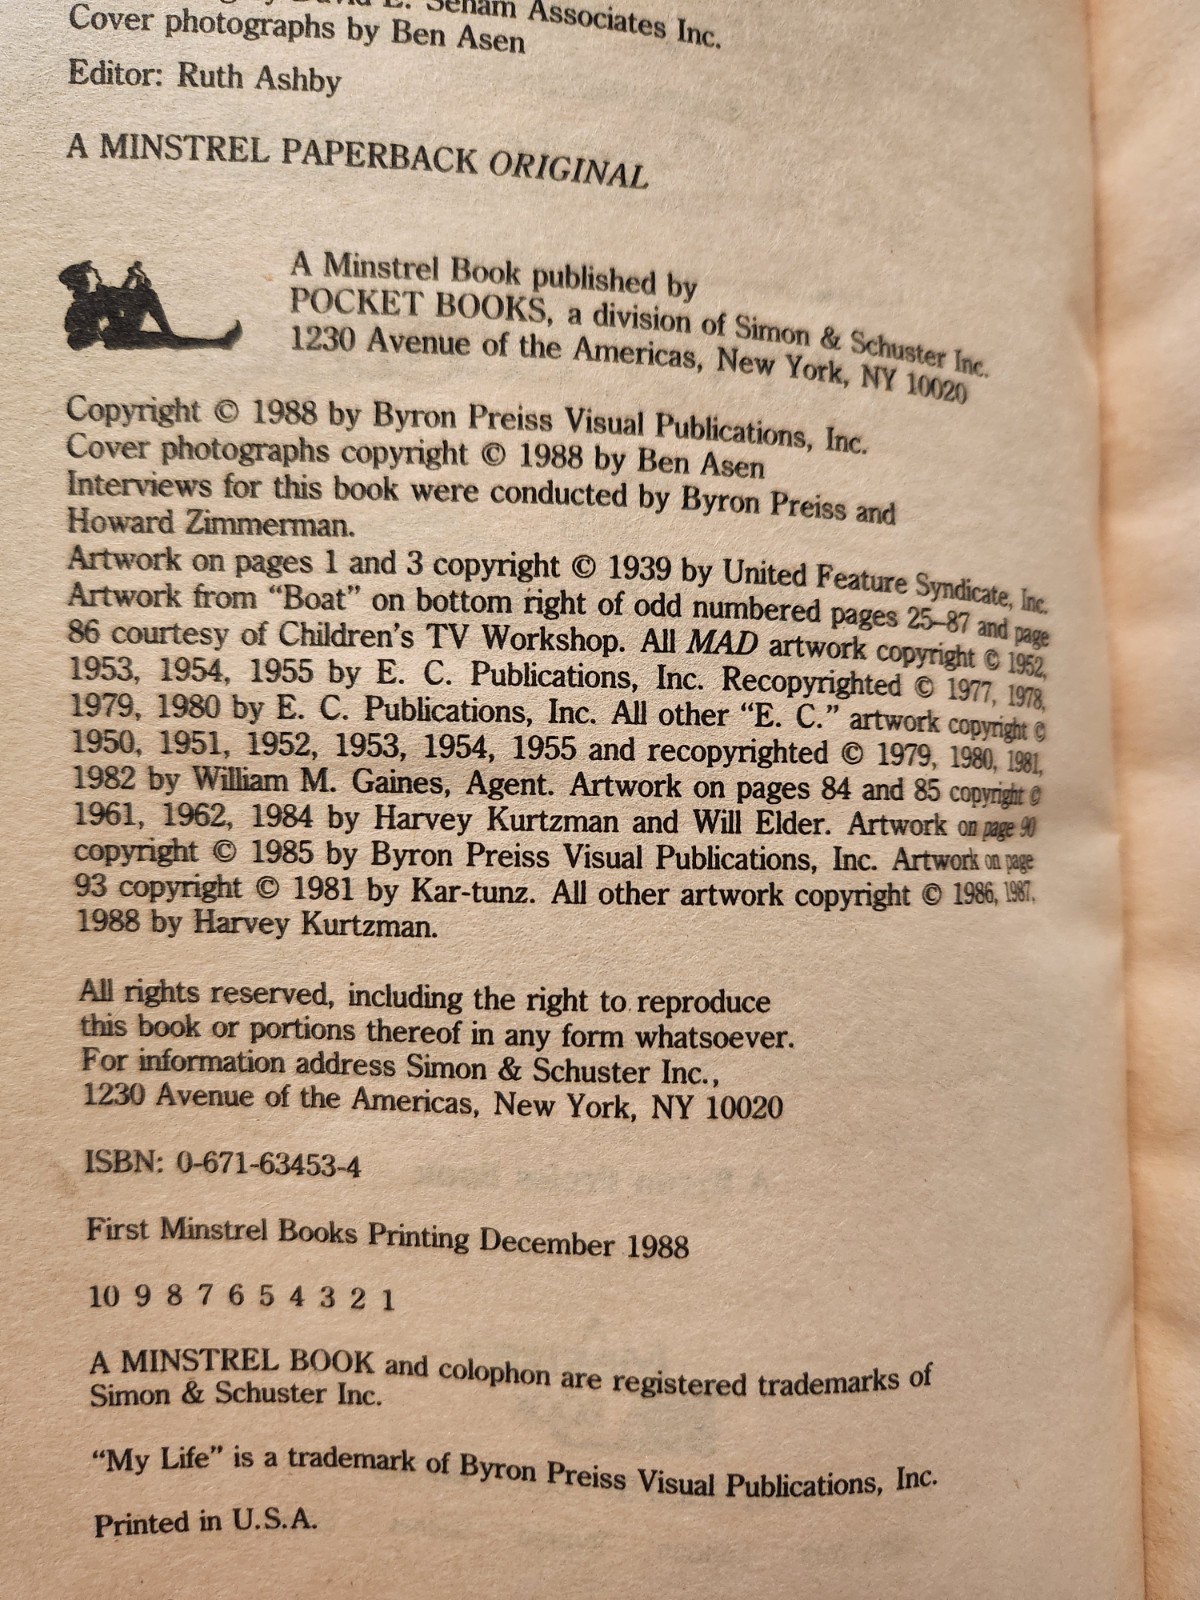 David E. Seham Associates Inc.
Cover photographs by Ben Asen
Editor: Ruth Ashby
A MINSTREL PAPERBACK ORIGINAL
A Minstrel Book published by
POCKET BOOKS, a division of Simon & Schuster Inc.
1230 Avenue of the Americas, New York, NY 10020
Copyright © 1988 by Byron Preiss Visual Publications, Inc.
Cover photographs copyright © 1988 by Ben Asen
Interviews for this book were conducted by Byron Preiss and
Howard Zimmerman.
Artwork on pages 1 and 3 copyright © 1939 by United Feature Syndicate, Inc.
Artwork from “Boat” on bottom right of odd numbered pages 25–87 and page
86 courtesy of Children’s TV Workshop. All MAD artwork copyright © 1952,
1953, 1954, 1955 by E. C. Publications, Inc. Recopyrighted © 1977, 1978,
1979, 1980 by E. C. Publications, Inc. All other “E. C.” artwork copyright ©
1950, 1951, 1952, 1953, 1954, 1955 and recopyrighted © 1979, 1980, 1981,
1982 by William M. Gaines, Agent. Artwork on pages 84 and 85 copyright ©
1961, 1962, 1984 by Harvey Kurtzman and Will Elder. Artwork on page 90
copyright © 1985 by Byron Preiss Visual Publications, Inc. Artwork on page
93 copyright © 1981 by Kar-tunz. All other artwork copyright © 1986, 1987,
1988 by Harvey Kurtzman.
All rights reserved, including the right to reproduce
this book or portions thereof in any form whatsoever.
For information address Simon & Schuster Inc.,
1230 Avenue of the Americas, New York, NY 10020
ISBN: 0-671-63453-4
First Minstrel Books Printing December 1988
10 9 8 7 6 5 4 3 2 1
A MINSTREL BOOK and colophon are registered trademarks of
Simon & Schuster Inc.
“My Life” is a trademark of Byron Preiss Visual Publications, Inc.
Printed in U.S.A.